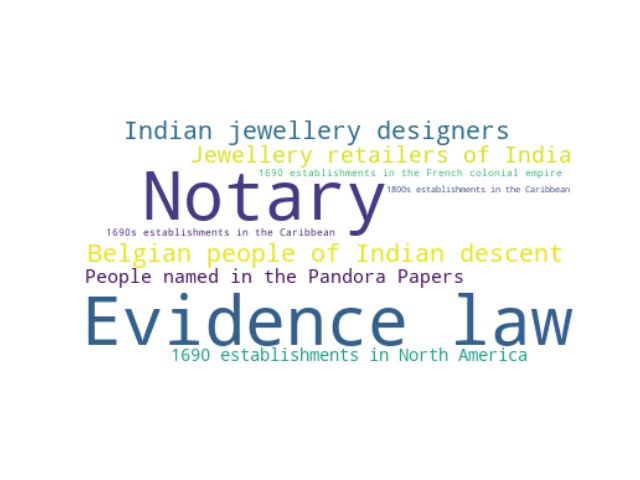 Indian jewellery designers
Jewellery retailers of India
1690 establishments in the French colonial empire
Notary
1800s establishments in the Caribbean
1690s establishments in the Caribbean
Belgian people of Indian descent
People named in the Pandora Papers
Evidence law
1690 establishments in North America